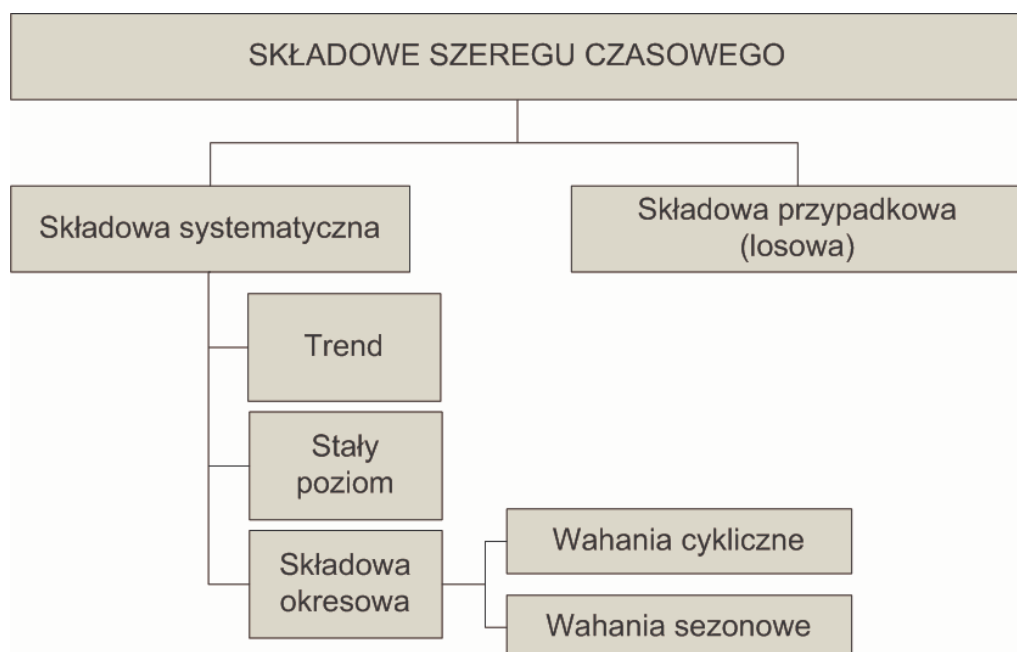 SKŁADOWE SZEREGU CZASOWEGO
Składowa systematyczna
Składowa przypadkowa
(losowa)
Trend
Stały
poziom
Składowa
okresowa
Wahania cykliczne
Wahania sezonowe